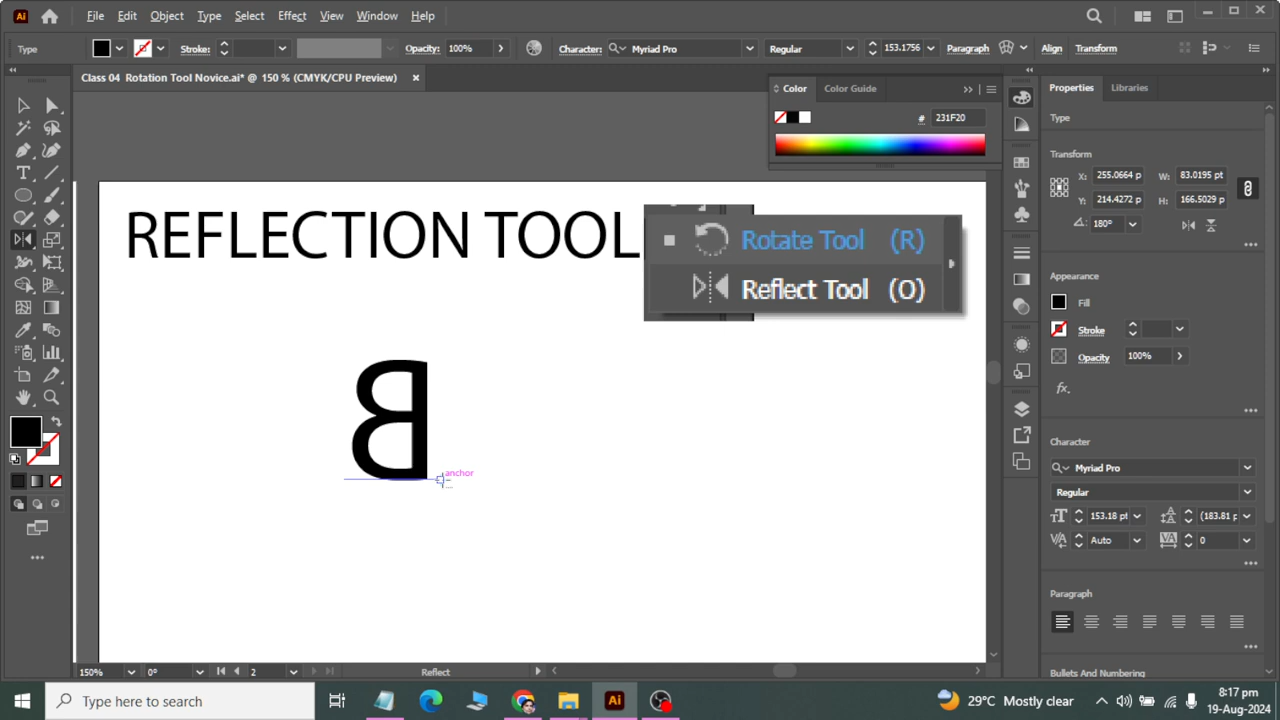 Ai File Edit Object Type Select Effect View Window Help
Type Stroke: Opacity: 100% Character: Myriad Pro Regular 153.1756 Paragraph Align Transform
Class 04 Rotation Tool Novice.ai* @ 150 % (CMYK/CPU Preview)
Color Color Guide
# 231F20
Properties Libraries
Type
Transform
X: 255.0664 p W: 83.0195 pt
Y: 214.4272 p H: 166.5029 p
180°
Appearance
Fill
Stroke
Opacity 100%
fx.
Character
Myriad Pro
Regular
153.18 pt (183.81 p
Auto 0
Paragraph
Bullets And Numbering
REFLECTION TOOL
Rotate Tool (R)
Reflect Tool (O)
B
anchor
150% 0° 2 Reflect
Type here to search
Ai
29°C Mostly clear
8:17 pm
19-Aug-2024